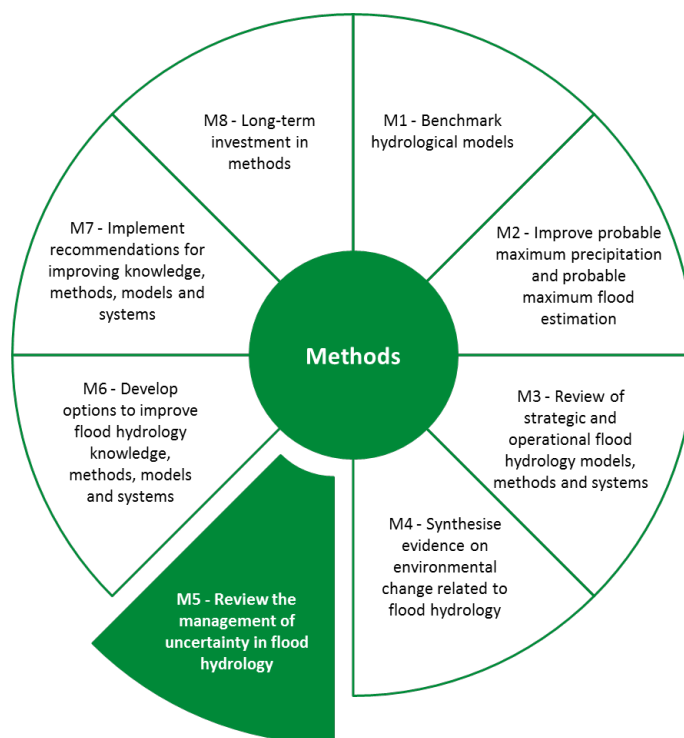 M8 - Long-term
investment in
methods
M1 - Benchmark
hydrological models
M2 - Improve probable
maximum precipitation
and probable
maximum flood
estimation
M3 - Review of
strategic and
operational flood
hydrology models,
methods and systems
M4 - Synthesise
evidence on
environmental
change related to
flood hydrology
M5 - Review the
management of
uncertainty in flood
hydrology
M6 - Develop
options to improve
flood hydrology
knowledge,
methods, models
and systems
M7 - Implement
recommendations for
improving knowledge,
methods, models and
systems
Methods